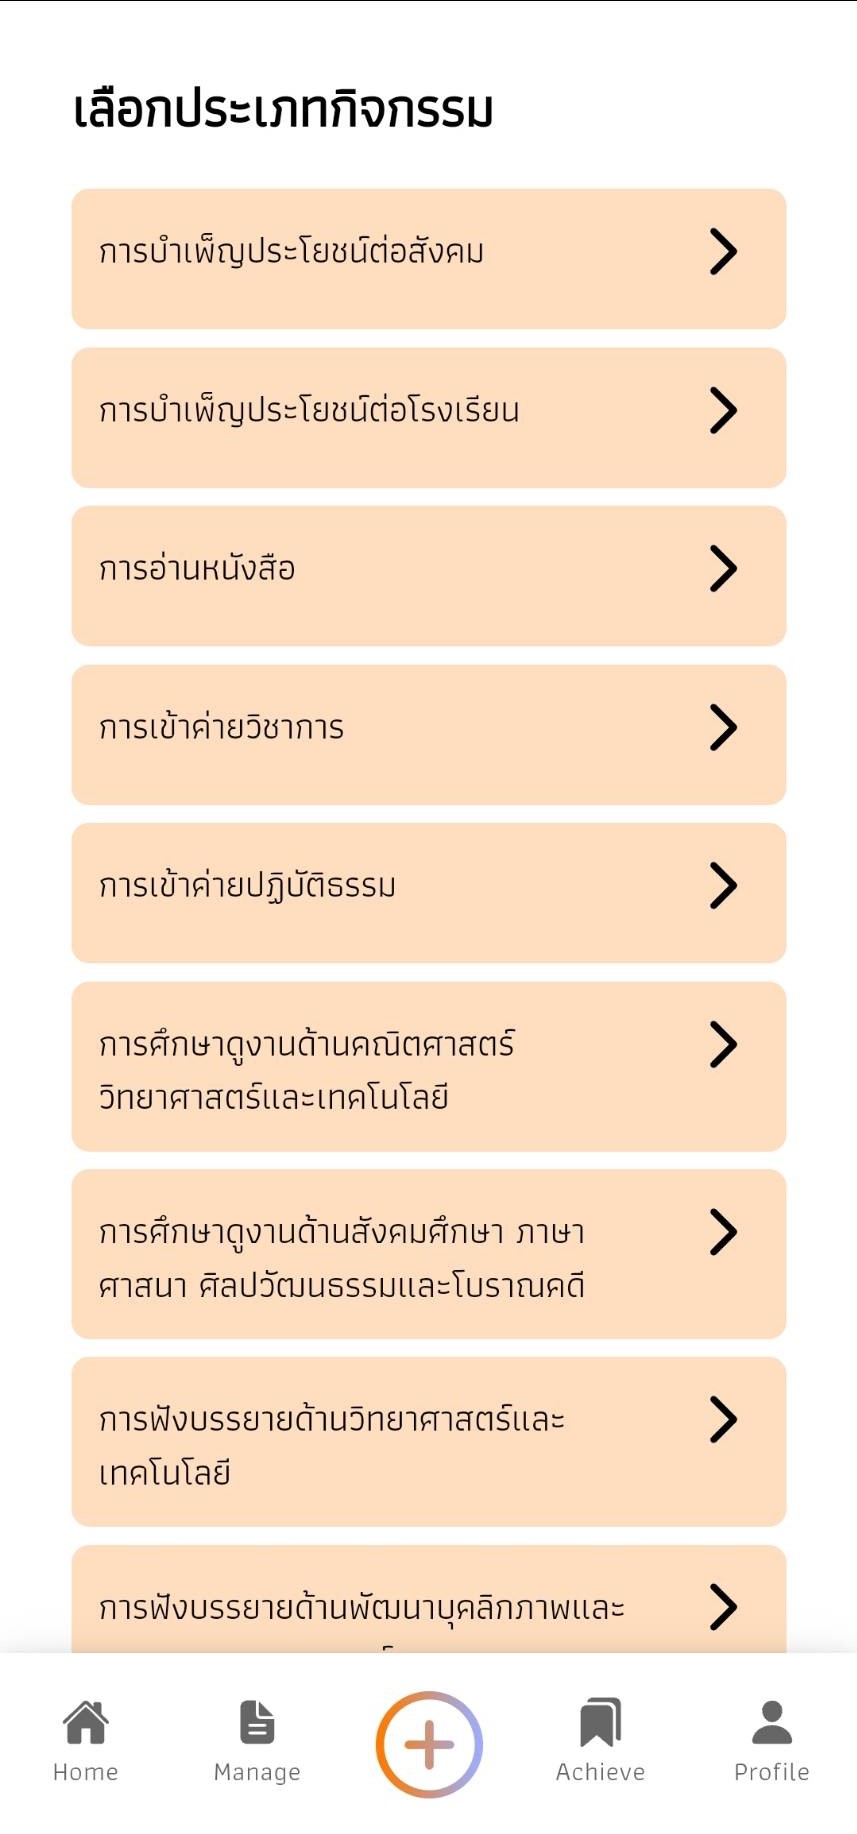 เลือกประเภทกิจกรรม
การบำเพ็ญประโยชน์ต่อสังคม
การบำเพ็ญประโยชน์ต่อโรงเรียน
การอ่านหนังสือ
การเข้าค่ายวิชาการ
การเข้าค่ายปฏิบัติธรรม
การศึกษาดูงานด้านคณิตศาสตร์
วิทยาศาสตร์และเทคโนโลยี
การศึกษาดูงานด้านสังคมศึกษา ภาษา
ศาสนา ศิลปวัฒนธรรมและโบราณคดี
การฟังบรรยายด้านวิทยาศาสตร์และ
เทคโนโลยี
การฟังบรรยายด้านพัฒนาบุคลิกภาพและ
Home
Manage
Achieve
Profile